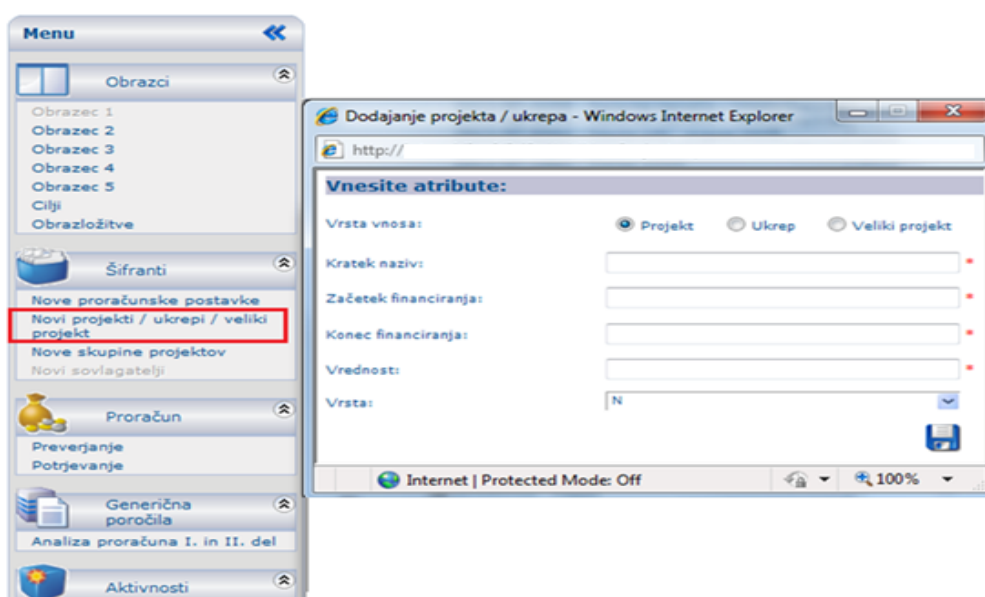 Menu
Obrazci
Obrazec 1
Obrazec 2
Obrazec 3
Obrazec 4
Obrazec 5
Cilji
Obrazložitve
Šifranti
Nove proračunske postavke
Novi projekti / ukrepi / veliki
projekt
Nove skupine projektov
Novi sovlagatelji
Proračun
Preverjanje
Potrjevanje
Generična
poročila
Analiza proračuna I. in II. del
Aktivnosti
Dodajanje projekta / ukrepa - Windows Internet Explorer
http://
Vnesite atribute:
Vrsta vnosa: Projekt Ukrep Veliki projekt
Kratek naziv: *
Začetek financiranja: *
Konec financiranja: *
Vrednost: *
Vrsta: N
Internet | Protected Mode: Off 100%